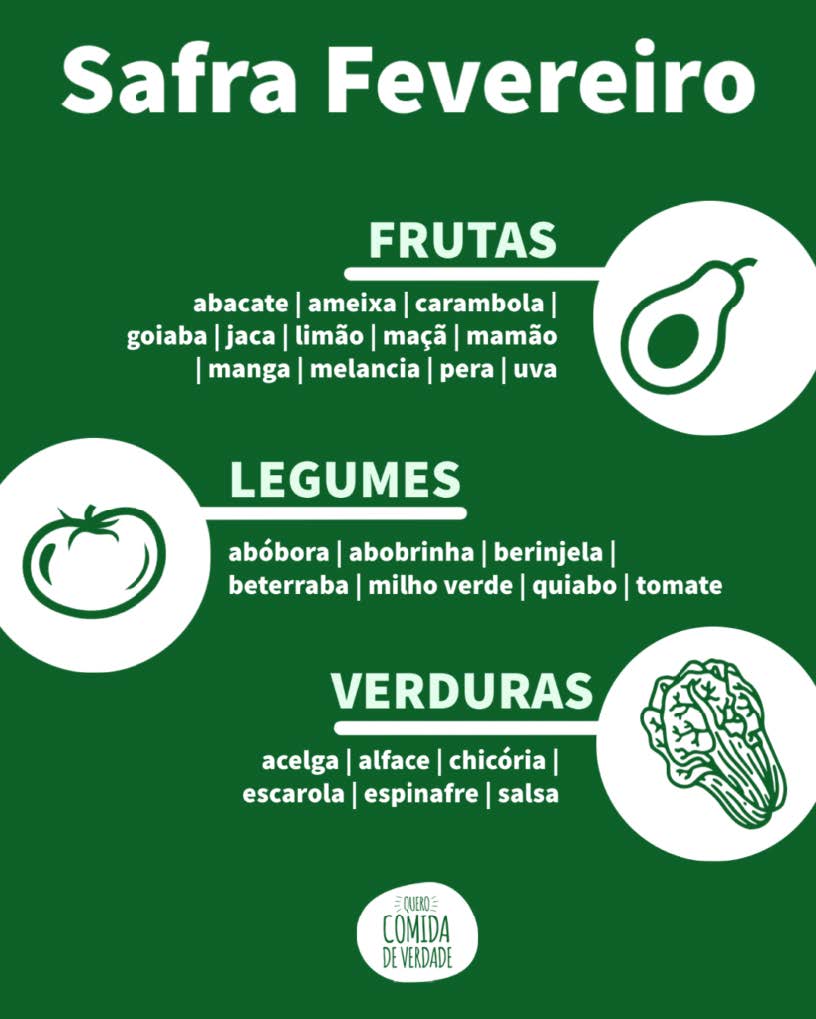 Safra Fevereiro
FRUTAS
abacate | ameixa | carambola |
goiaba | jaca | limão | maçã | mamão
| manga | melancia | pera | uva
LEGUMES
abóbora | abobrinha | berinjela |
beterraba | milho verde | quiabo | tomate
VERDURAS
acelga | alface | chicória |
escarola | espinafre | salsa
QUERO
COMIDA
DE VERDADE